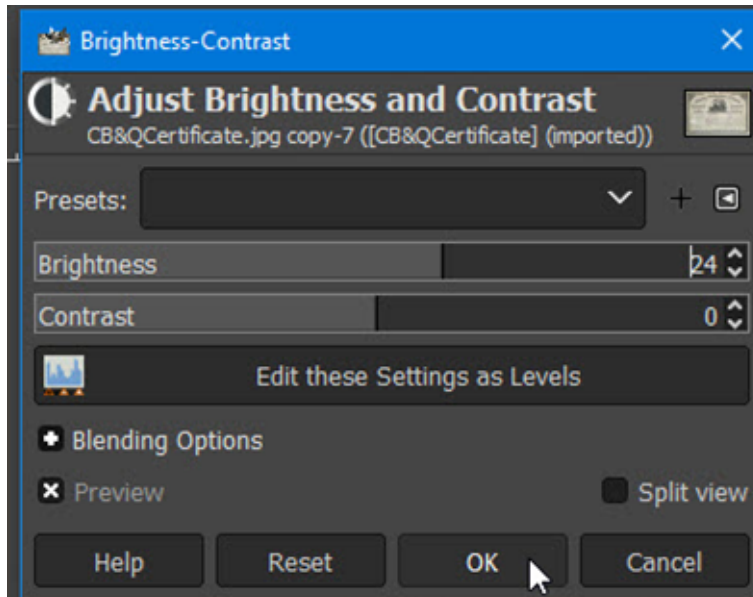 Brightness-Contrast
Adjust Brightness and Contrast
CB&QCertificate.jpg copy-7 ([CB&QCertificate] (imported))
Presets:
Brightness 24
Contrast 0
Edit these Settings as Levels
Blending Options
Preview Split view
Help Reset OK Cancel